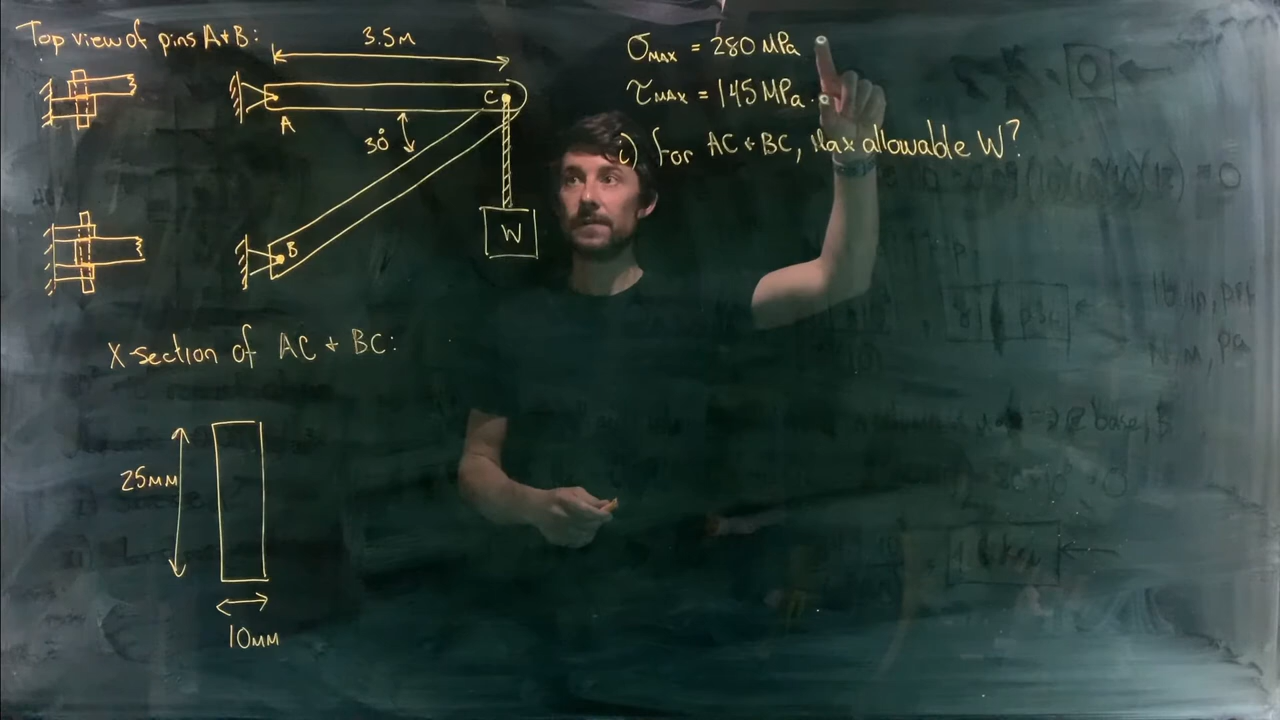 Top view of pins A+B:
3.5m
A
C
30°
B
W
σMAX = 280 MPa
τMAX = 145 MPa
i) for AC + BC, Max allowable W?
X-section of AC + BC:
25mm
10mm